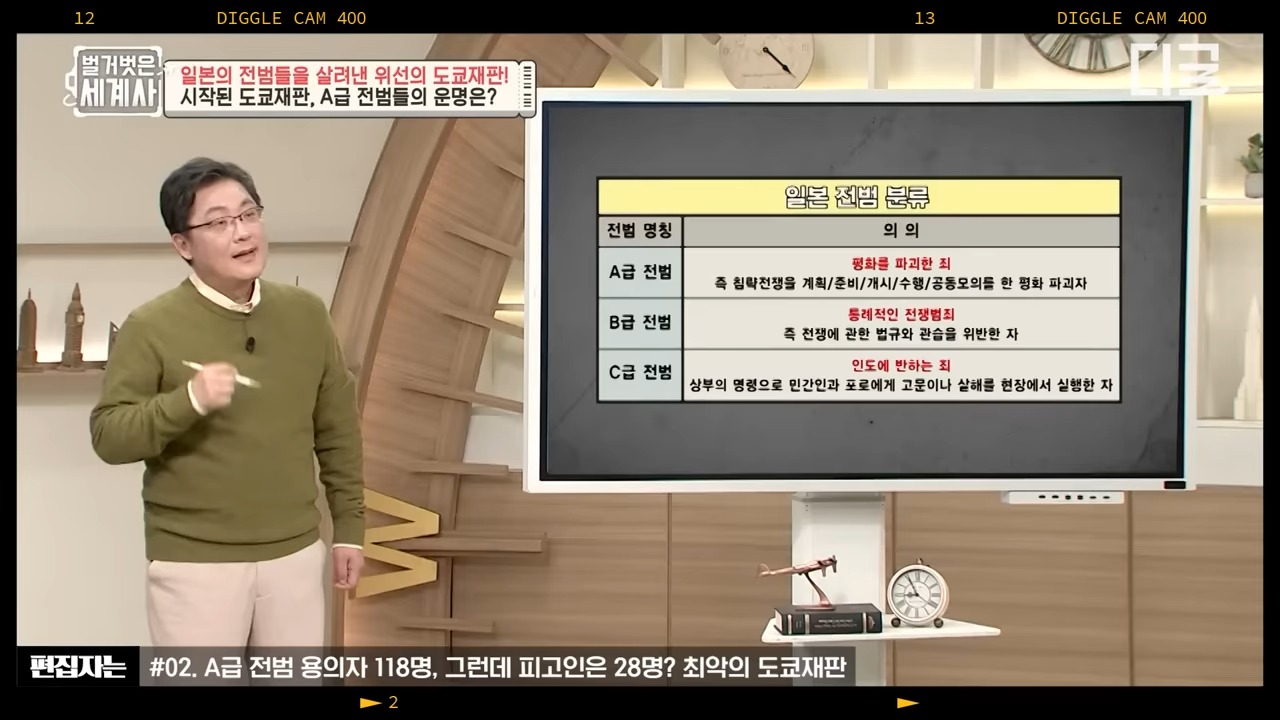 12 DIGGLE CAM 400 13 DIGGLE CAM 400
벌거벗은
세계사
일본의 전범들을 살려낸 위선의 도쿄재판!
시작된 도쿄재판, A급 전범들의 운명은?
디글
일본 전범 분류
전범 명칭 의 의
A급 전범 평화를 파괴한 죄
즉 침략전쟁을 계획/준비/개시/수행/공동모의를 한 평화 파괴자
B급 전범 통례적인 전쟁범죄
즉 전쟁에 관한 법규와 관습을 위반한 자
C급 전범 인도에 반하는 죄
상부의 명령으로 민간인과 포로에게 고문이나 살해를 현장에서 실행한 자
편집자는 #02. A급 전범 용의자 118명, 그런데 피고인은 28명? 최악의 도쿄재판
2